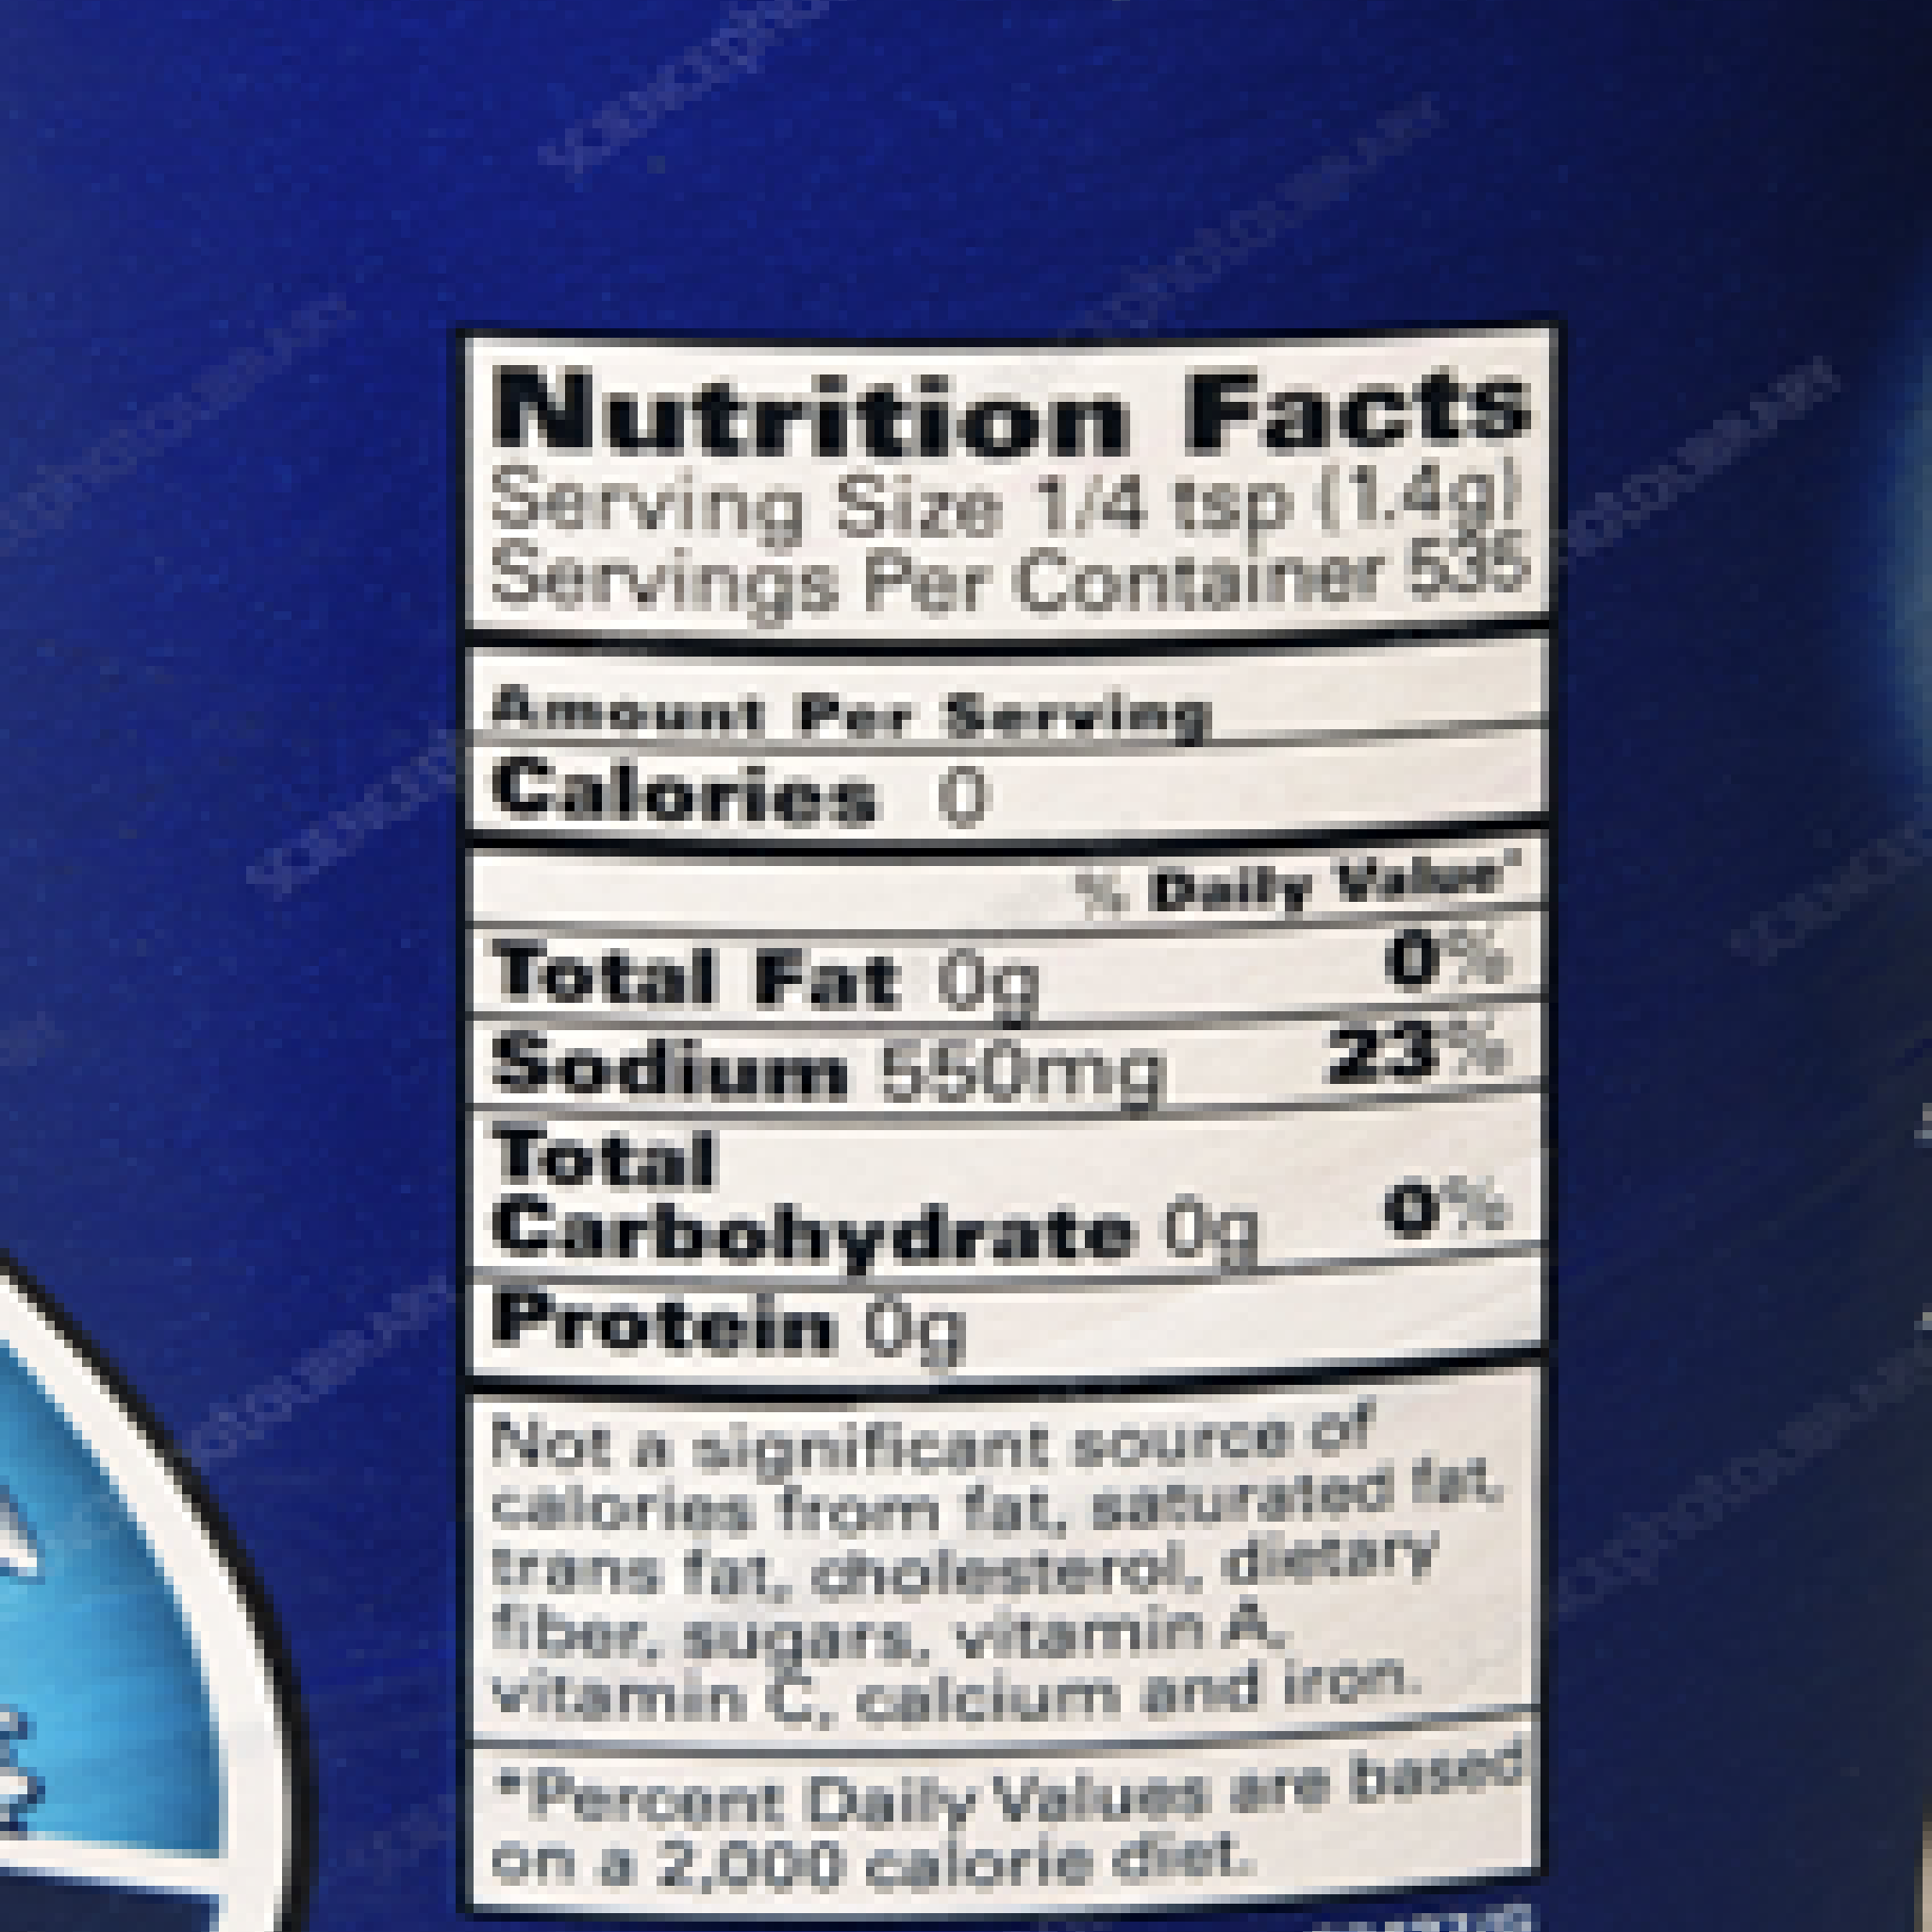 Nutrition Facts
Serving Size 1/4 tsp (1.4g)
Servings Per Container 535
Amount Per Serving
Calories 0
% Daily Value*
Total Fat 0g 0%
Sodium 550mg 23%
Total
Carbohydrate 0g 0%
Protein 0g
Not a significant source of
calories from fat, saturated fat,
trans fat, cholesterol, dietary
fiber, sugars, vitamin A,
vitamin C, calcium and iron.
*Percent Daily Values are based
on a 2,000 calorie diet.